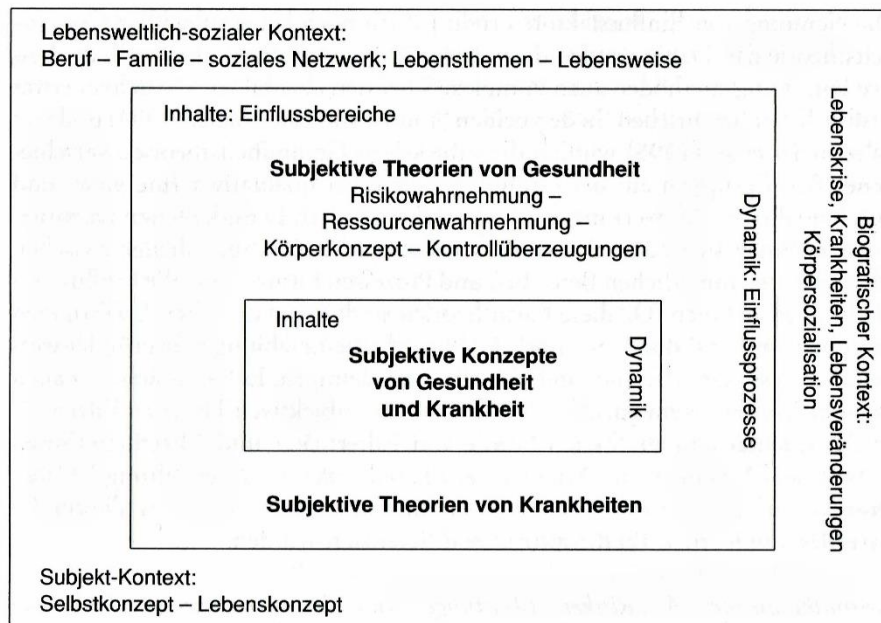 Lebensweltlich-sozialer Kontext:
Beruf – Familie – soziales Netzwerk; Lebensthemen – Lebensweise
Inhalte: Einflussbereiche
Subjektive Theorien von Gesundheit
Risikowahrnehmung –
Ressourcenwahrnehmung –
Körperkonzept – Kontrollüberzeugungen
Inhalte
Subjektive Konzepte
von Gesundheit
und Krankheit
Dynamik
Subjektive Theorien von Krankheiten
Dynamik: Einflussprozesse
Biografischer Kontext:
Lebenskrise, Krankheiten, Lebensveränderungen
Körpersozialisation
Subjekt-Kontext:
Selbstkonzept – Lebenskonzept